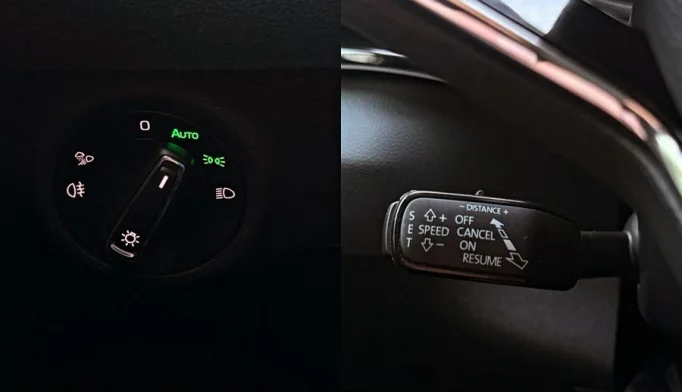 0
AUTO
- DISTANCE +
S E T
+ OFF
SPEED CANCEL
- ON
RESUME